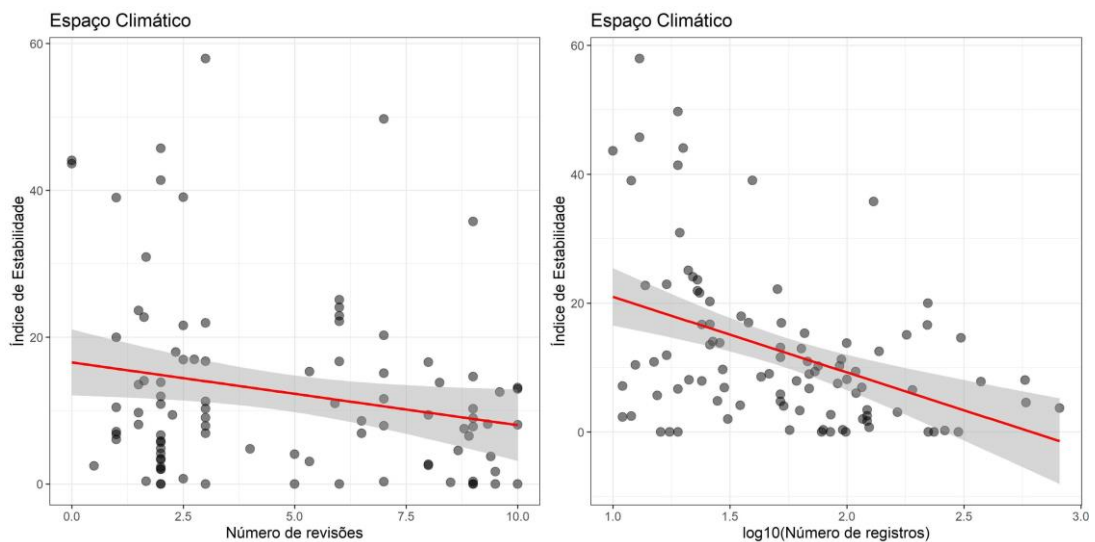 Espaço Climático
60
40
20
0
Índice de Estabilidade
0.0 2.5 5.0 7.5 10.0
Número de revisões
Espaço Climático
60
40
20
0
Índice de Estabilidade
1.0 1.5 2.0 2.5 3.0
log10(Número de registros)